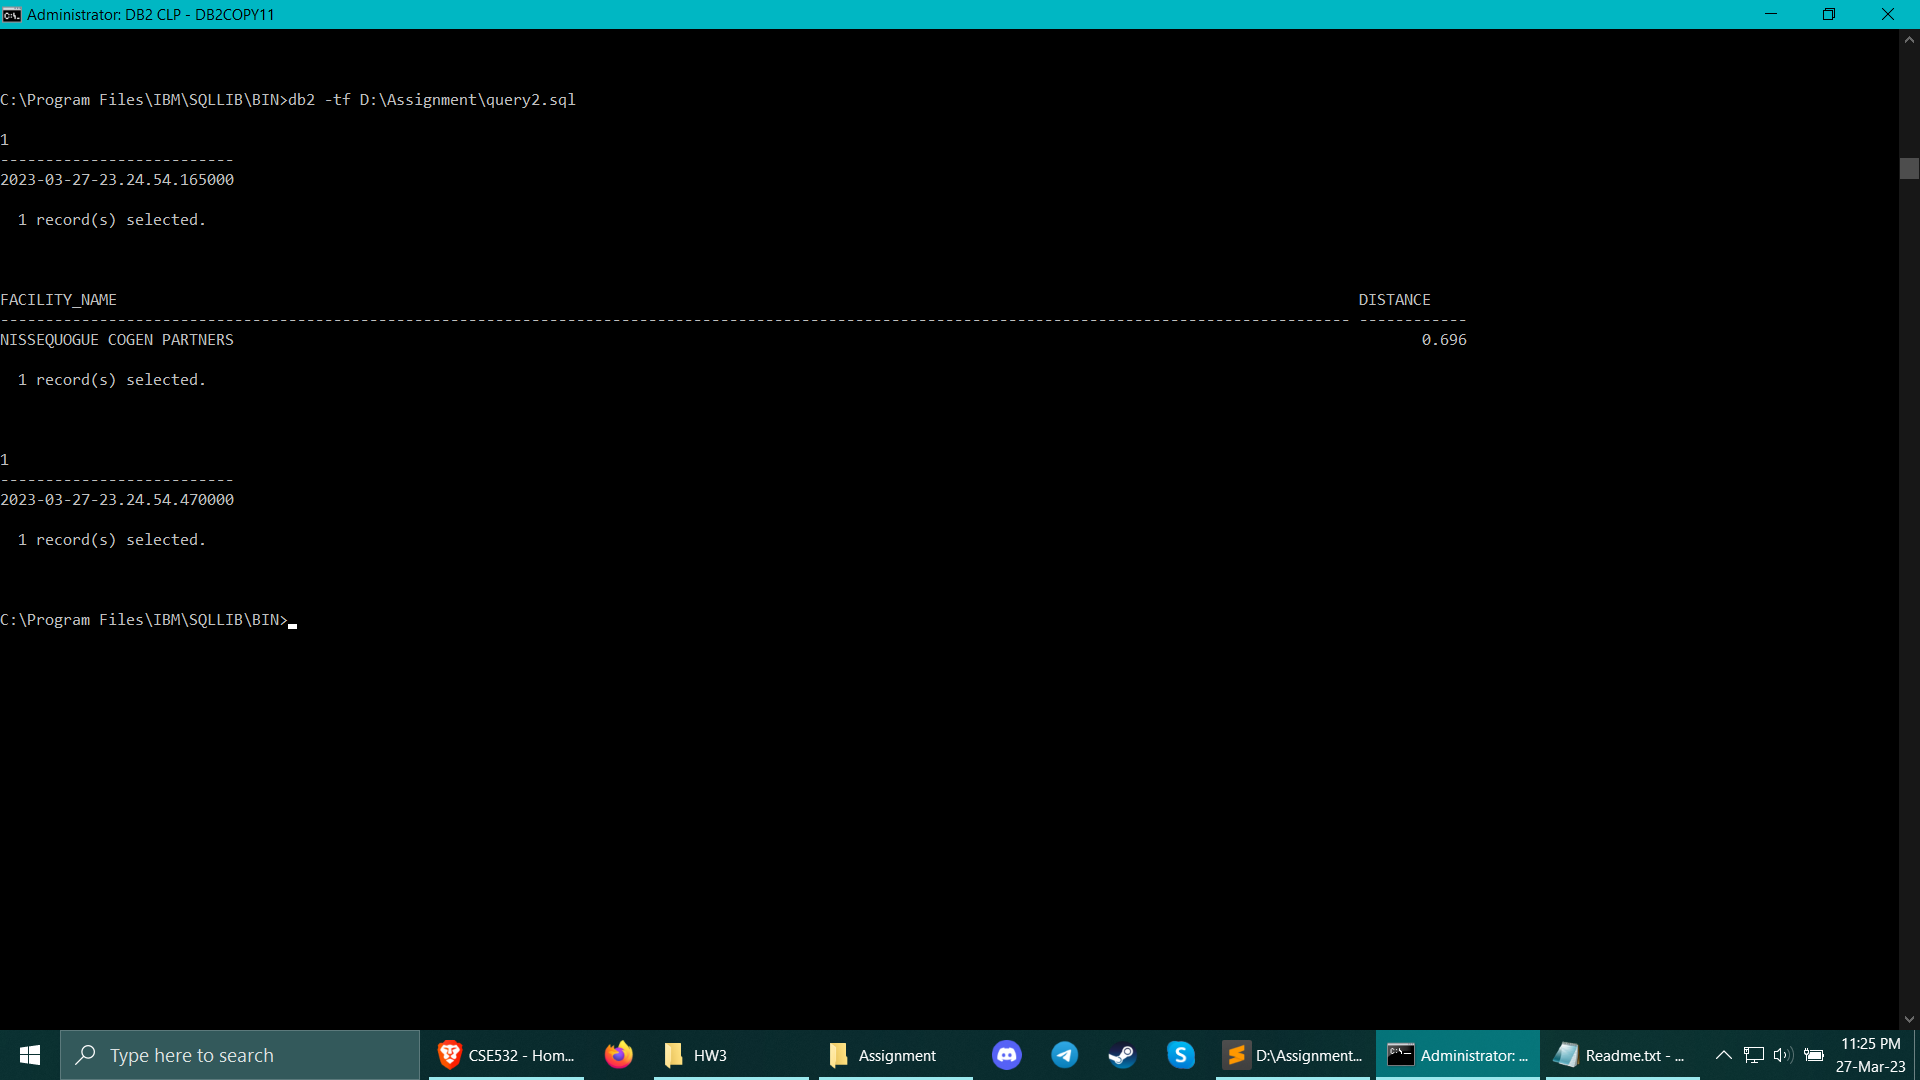 Administrator: DB2 CLP - DB2COPY11
C:\Program Files\IBM\SQLLIB\BIN>db2 -tf D:\Assignment\query2.sql
1
--------------------------
2023-03-27-23.24.54.165000
1 record(s) selected.
FACILITY_NAME DISTANCE
------------------------------------------------------------------------------------------------------------------------------------------------------ ------------
NISSEQUOGUE COGEN PARTNERS 0.696
1 record(s) selected.
1
--------------------------
2023-03-27-23.24.54.470000
1 record(s) selected.
C:\Program Files\IBM\SQLLIB\BIN>
Type here to search
CSE532 - Hom...
HW3
Assignment
D:\Assignment...
Administrator: ...
Readme.txt - ...
11:25 PM
27-Mar-23